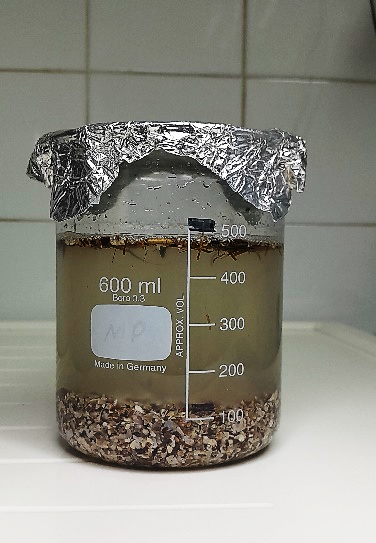 600 ml
Boro 3.3
MP
Made in Germany
APPROX. VOL
500
400
300
200
100